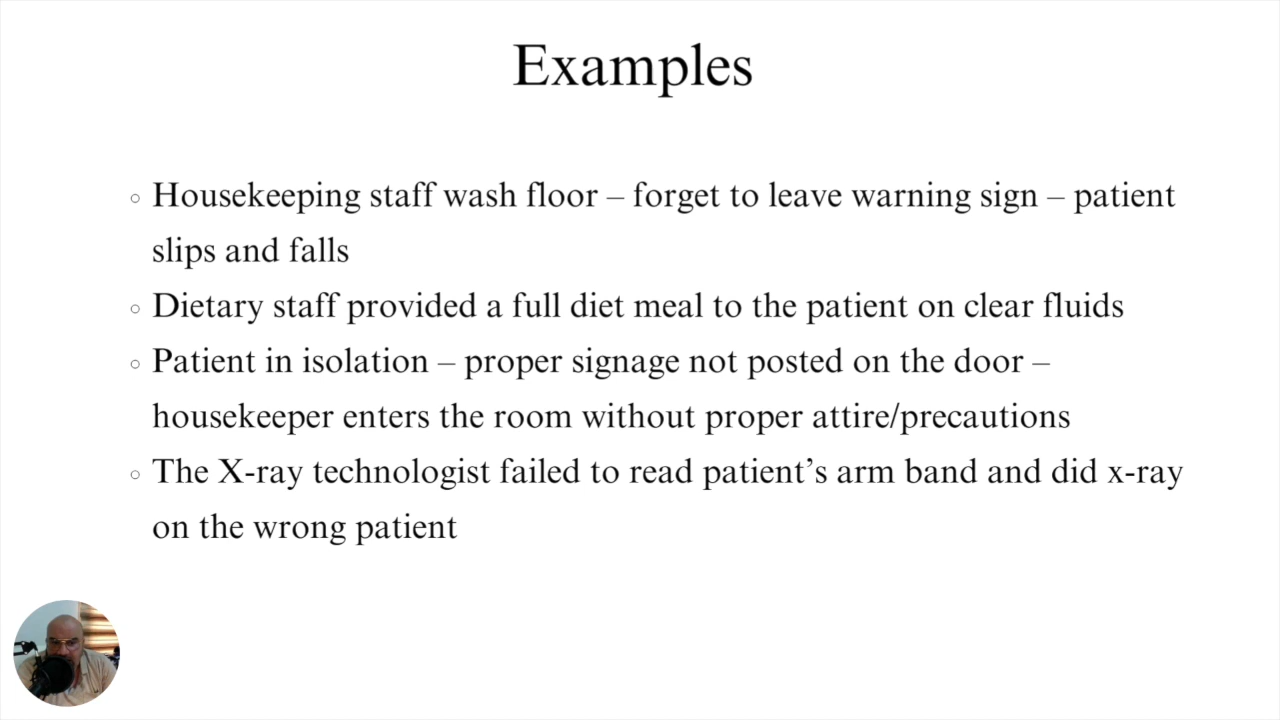 Examples
Housekeeping staff wash floor – forget to leave warning sign – patient
slips and falls
Dietary staff provided a full diet meal to the patient on clear fluids
Patient in isolation – proper signage not posted on the door –
housekeeper enters the room without proper attire/precautions
The X-ray technologist failed to read patient’s arm band and did x-ray
on the wrong patient